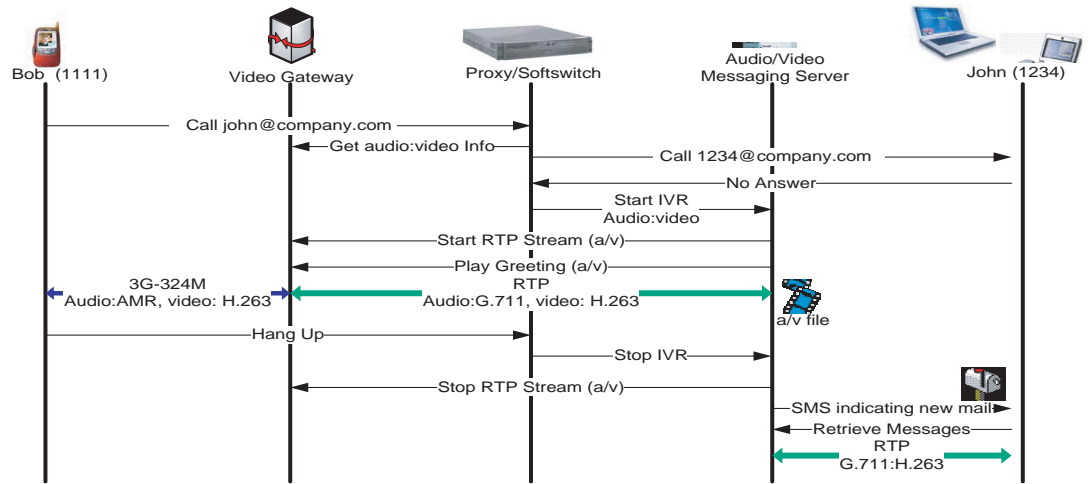 Bob (1111)
Video Gateway
Proxy/Softswitch
Audio/Video
Messaging Server
John (1234)
Call john@company.com
Get audio:video Info
Call 1234@company.com
No Answer
Start IVR
Audio:video
Start RTP Stream (a/v)
Play Greeting (a/v)
3G-324M
Audio:AMR, video: H.263
RTP
Audio:G.711, video: H.263
a/v file
Hang Up
Stop IVR
Stop RTP Stream (a/v)
SMS indicating new mail
Retrieve Messages
RTP
G.711:H.263